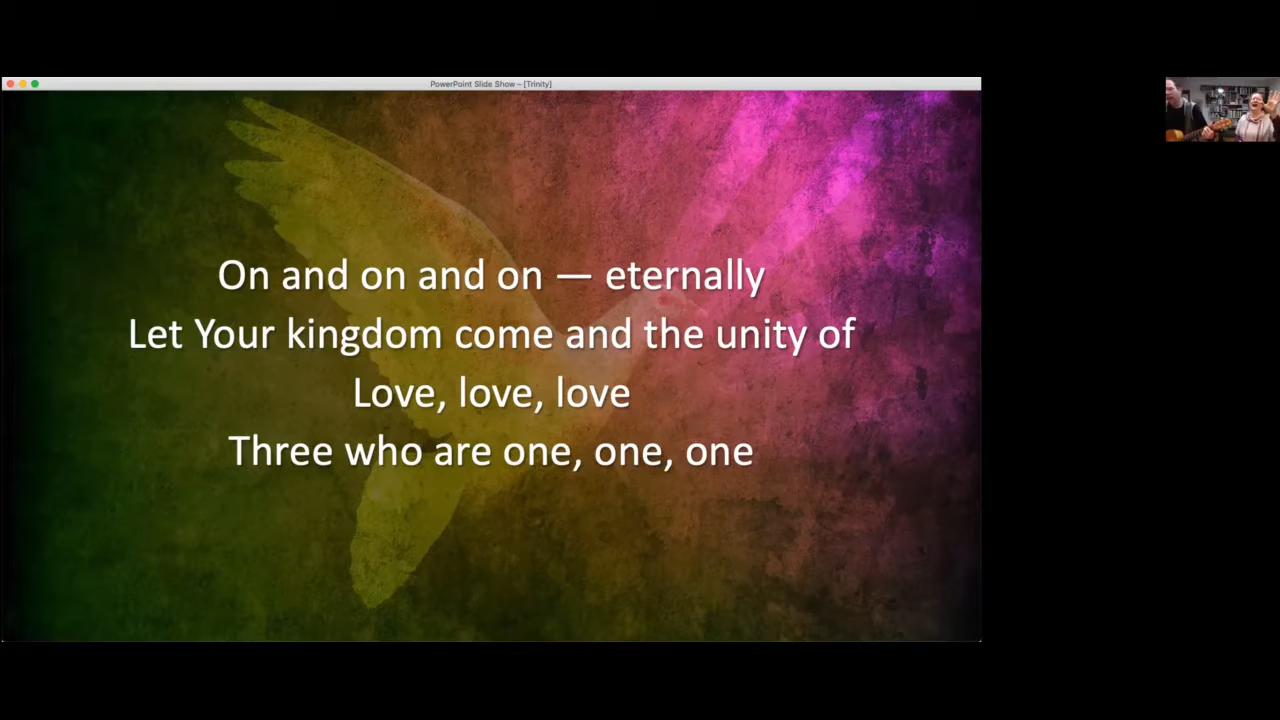 PowerPoint Slide Show - [Trinity]
On and on and on — eternally
Let Your kingdom come and the unity of
Love, love, love
Three who are one, one, one